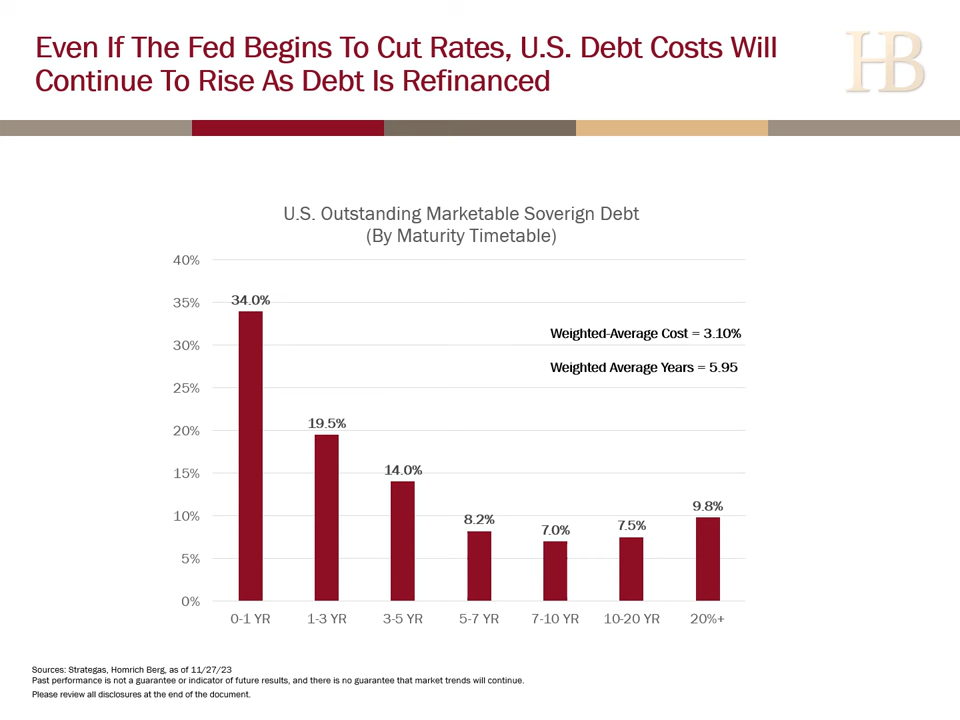 Even If The Fed Begins To Cut Rates, U.S. Debt Costs Will
Continue To Rise As Debt Is Refinanced
HB
U.S. Outstanding Marketable Soverign Debt
(By Maturity Timetable)
40%
35%
30%
25%
20%
15%
10%
5%
0%
34.0%
19.5%
14.0%
8.2%
7.0%
7.5%
9.8%
Weighted-Average Cost = 3.10%
Weighted Average Years = 5.95
0-1 YR
1-3 YR
3-5 YR
5-7 YR
7-10 YR
10-20 YR
20%+
Sources: Strategas, Homrich Berg, as of 11/27/23
Past performance is not a guarantee or indicator of future results, and there is no guarantee that market trends will continue.
Please review all disclosures at the end of the document.